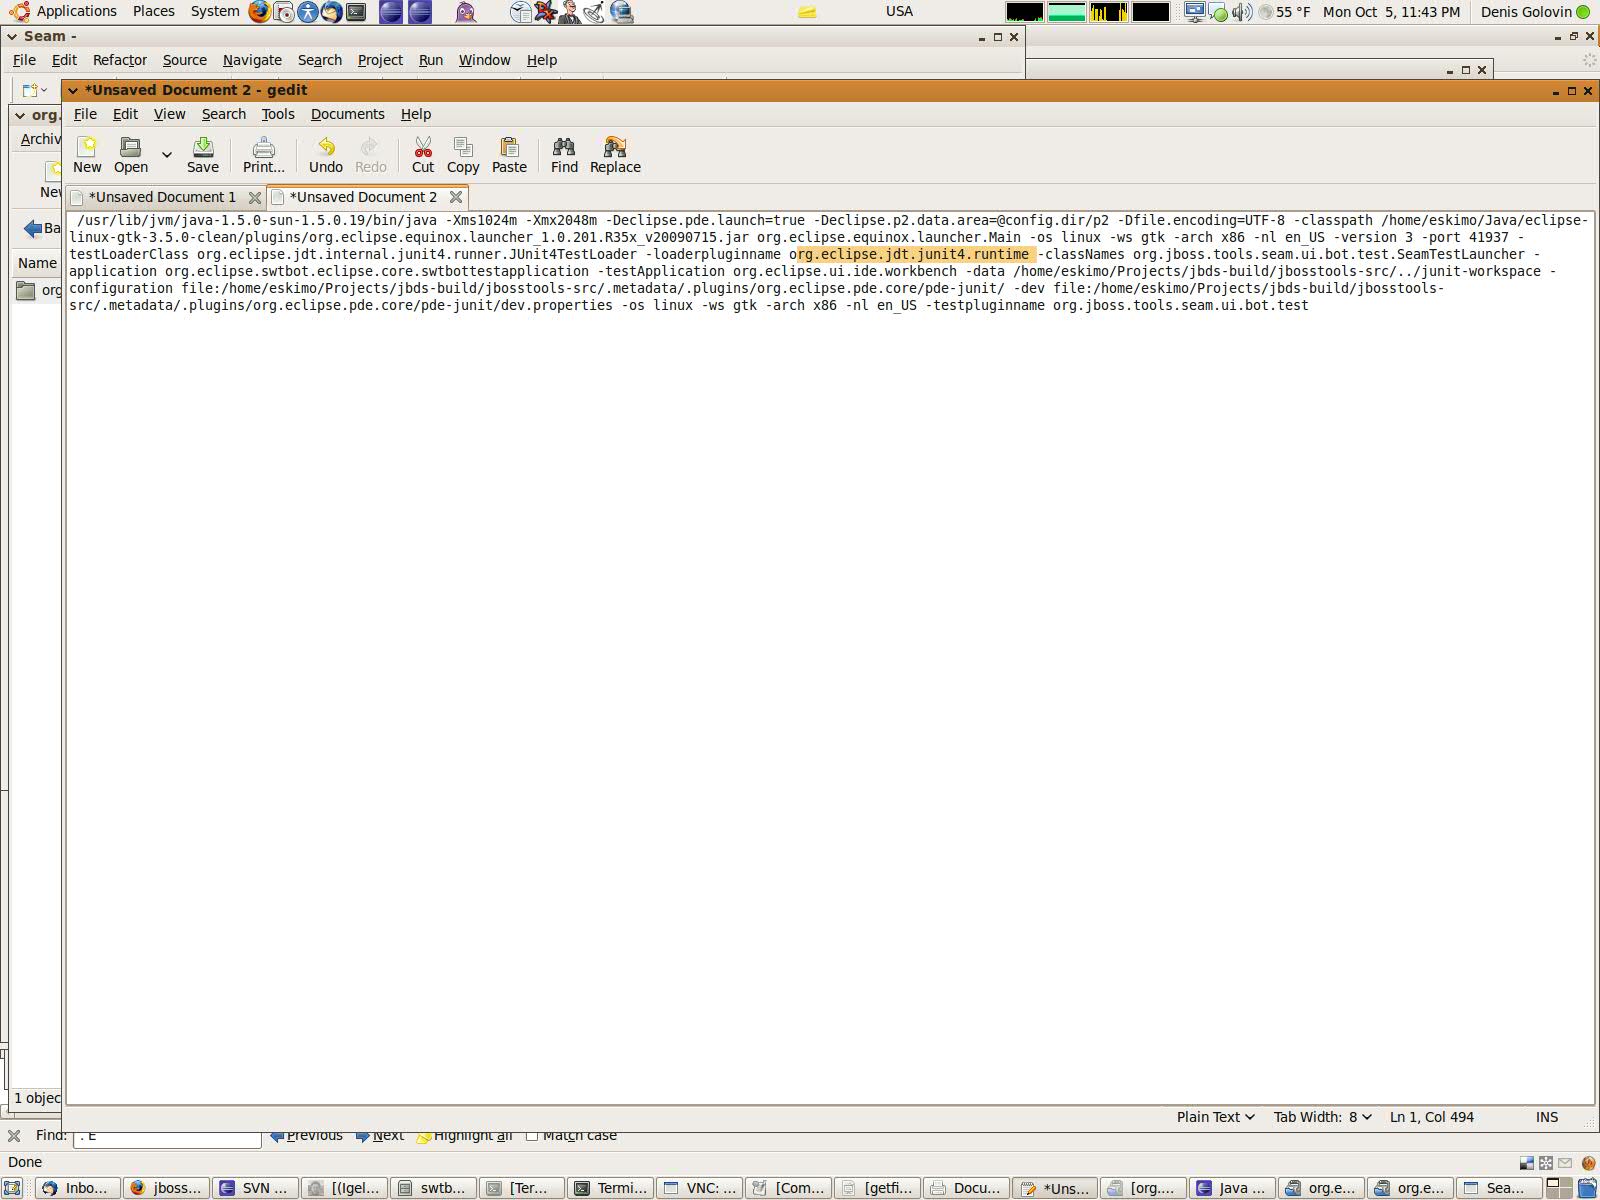 Applications Places System USA 55 °F Mon Oct 5, 11:43 PM Denis Golovin
Seam -
File Edit Refactor Source Navigate Search Project Run Window Help
*Unsaved Document 2 - gedit
org.
File Edit View Search Tools Documents Help
Archiv
New Open Save Print... Undo Redo Cut Copy Paste Find Replace
New
*Unsaved Document 1 *Unsaved Document 2
Ba
Name
org
/usr/lib/jvm/java-1.5.0-sun-1.5.0.19/bin/java -Xms1024m -Xmx2048m -Declipse.pde.launch=true -Declipse.p2.data.area=@config.dir/p2 -Dfile.encoding=UTF-8 -classpath /home/eskimo/Java/eclipse-
linux-gtk-3.5.0-clean/plugins/org.eclipse.equinox.launcher_1.0.201.R35x_v20090715.jar org.eclipse.equinox.launcher.Main -os linux -ws gtk -arch x86 -nl en_US -version 3 -port 41937 -
testLoaderClass org.eclipse.jdt.internal.junit4.runner.JUnit4TestLoader -loaderpluginname org.eclipse.jdt.junit4.runtime -classNames org.jboss.tools.seam.ui.bot.test.SeamTestLauncher -
application org.eclipse.swtbot.eclipse.core.swtbottestapplication -testApplication org.eclipse.ui.ide.workbench -data /home/eskimo/Projects/jbds-build/jbosstools-src/../junit-workspace -
configuration file:/home/eskimo/Projects/jbds-build/jbosstools-src/.metadata/.plugins/org.eclipse.pde.core/pde-junit/ -dev file:/home/eskimo/Projects/jbds-build/jbosstools-
src/.metadata/.plugins/org.eclipse.pde.core/pde-junit/dev.properties -os linux -ws gtk -arch x86 -nl en_US -testpluginname org.jboss.tools.seam.ui.bot.test
1 objec
Plain Text Tab Width: 8 Ln 1, Col 494 INS
Find: Previous Next Highlight all Match case
Done
Inbo... jboss... SVN ... [(Igel... swtb... [Ter... Termi... VNC: ... [Com... [getfi... Docu... *Uns... [org.... Java ... org.e... org.e... Sea...